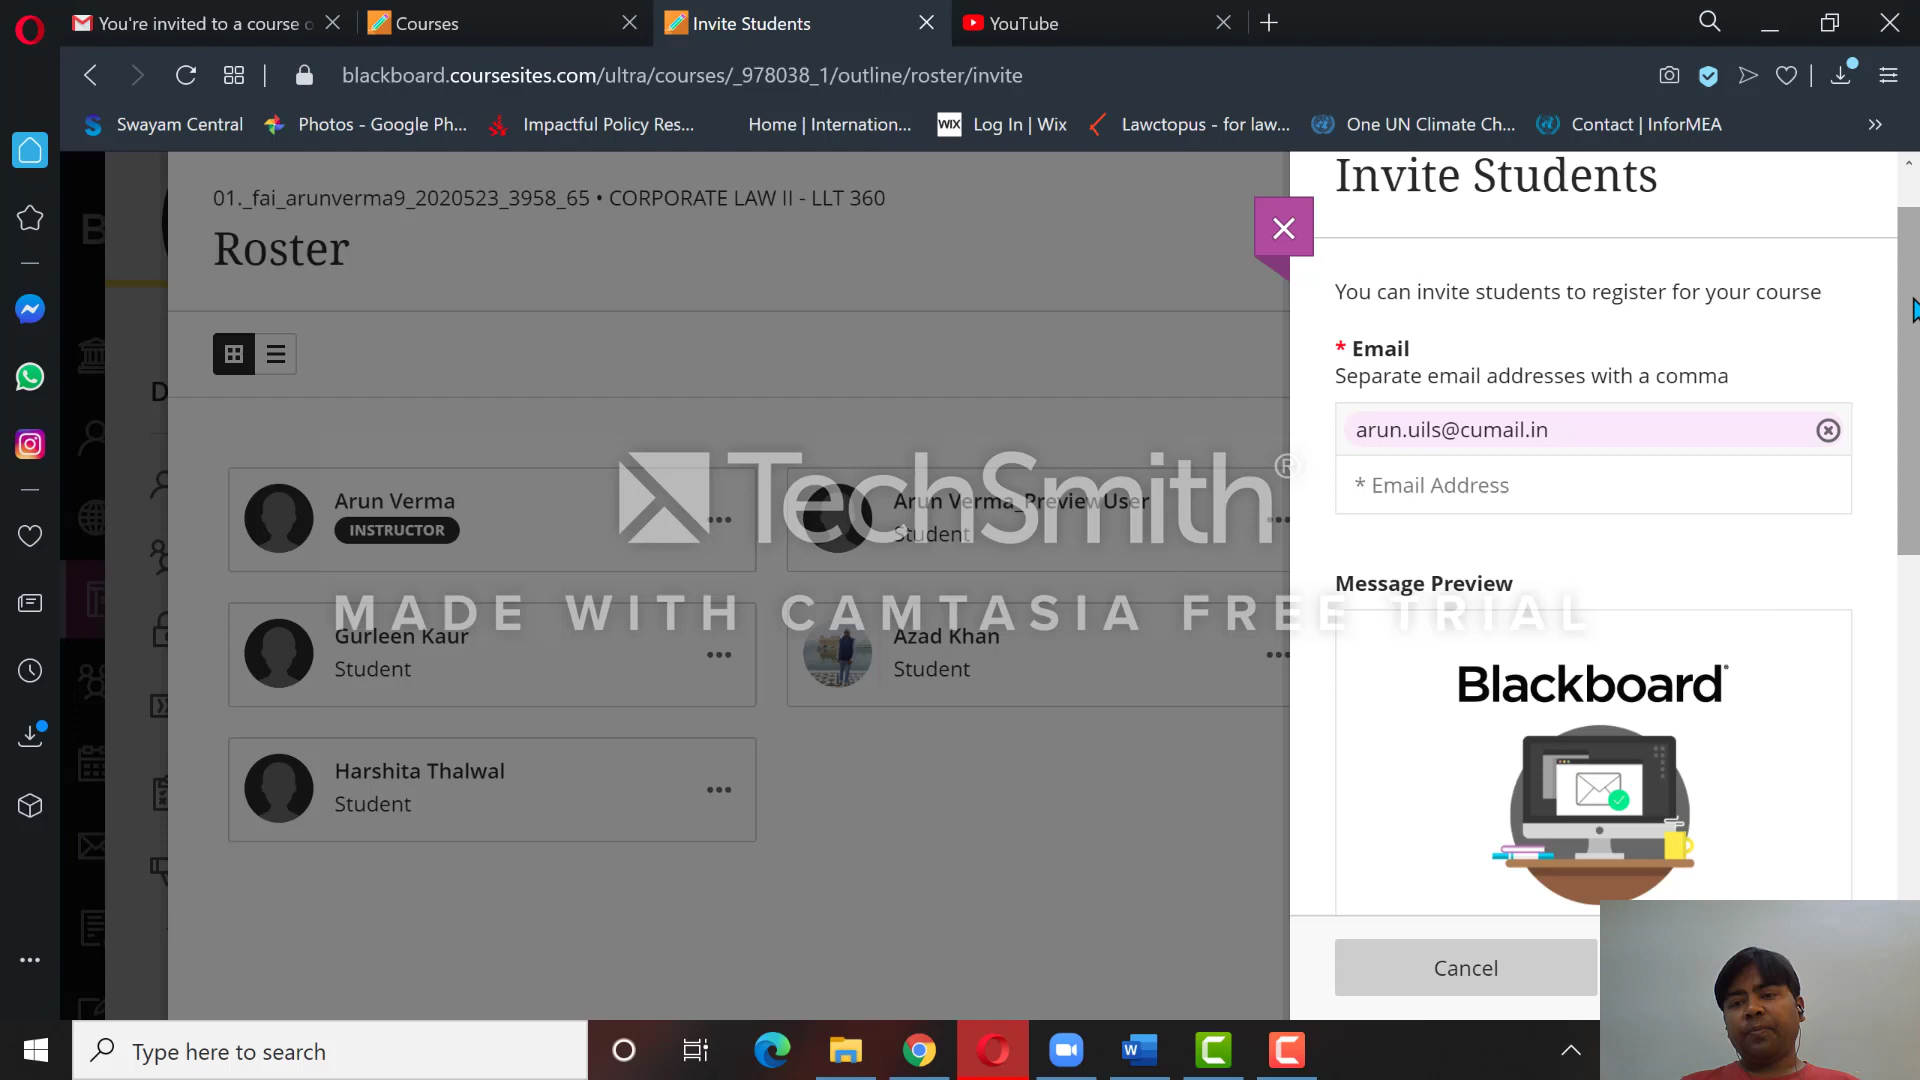 You're invited to a course o
Courses
Invite Students
YouTube
blackboard.coursesites.com/ultra/courses/_978038_1/outline/roster/invite
Swayam Central
Photos - Google Ph...
Impactful Policy Res...
Home | Internation...
WIX
Log In | Wix
Lawctopus - for law...
One UN Climate Ch...
Contact | InforMEA
01._fai_arunverma9_2020523_3958_65 • CORPORATE LAW II - LLT 360
Roster
Arun Verma
INSTRUCTOR
Arun Verma_PreviewUser
Student
Gurleen Kaur
Student
Azad Khan
Student
Harshita Thalwal
Student
TechSmith®
MADE WITH CAMTASIA FREE TRIAL
Invite Students
You can invite students to register for your course
* Email
Separate email addresses with a comma
arun.uils@cumail.in
* Email Address
Message Preview
Blackboard
Cancel
Type here to search